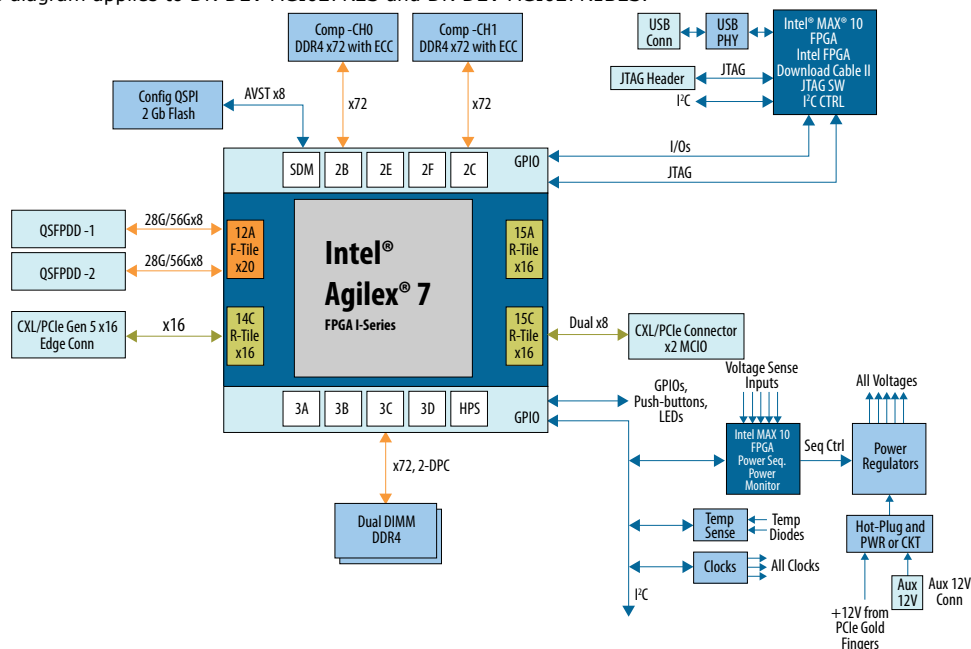 Comp -CH0
DDR4 x72 with ECC
Comp -CH1
DDR4 x72 with ECC
USB
Conn
USB
PHY
Intel® MAX® 10
FPGA
Intel FPGA
Download Cable II
JTAG SW
I²C CTRL
JTAG Header
JTAG
I²C
Config QSPI
2 Gb Flash
AVST x8
x72
x72
I/Os
JTAG
SDM
2B
2E
2F
2C
GPIO
QSFPDD -1
28G/56Gx8
QSFPDD -2
28G/56Gx8
12A
F-Tile
x20
Intel®
Agilex® 7
FPGA I-Series
15A
R-Tile
x16
CXL/PCIe Gen 5 x16
Edge Conn
x16
14C
R-Tile
x16
15C
R-Tile
x16
Dual x8
CXL/PCIe Connector
x2 MCIO
3A
3B
3C
3D
HPS
GPIO
GPIOs,
Push-buttons,
LEDs
Voltage Sense
Inputs
All Voltages
Intel MAX 10
FPGA
Power Seq.
Power
Monitor
Seq Ctrl
Power
Regulators
x72, 2-DPC
Dual DIMM
DDR4
Temp
Sense
Temp
Diodes
Hot-Plug and
PWR or CKT
Clocks
All Clocks
Aux
12V
Aux 12V
Conn
I²C
+12V from
PCIe Gold
Fingers